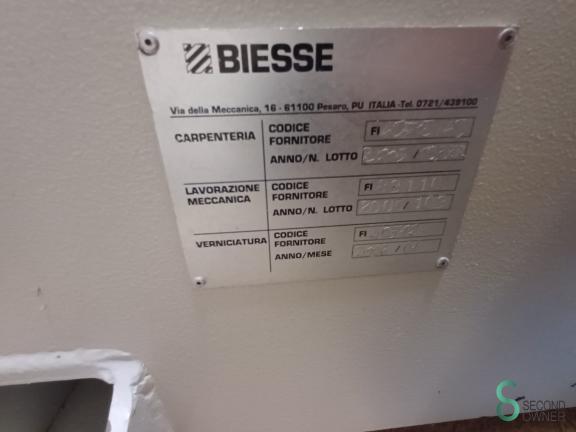 BIESSE
Via della Meccanica, 16 - 61100 Pesaro, PU ITALIA -Tel. 0721/439100
CARPENTERIA
CODICE
FORNITORE
FI
ANNO/N. LOTTO
LAVORAZIONE
MECCANICA
CODICE
FORNITORE
FI
ANNO/N. LOTTO
VERNICIATURA
CODICE
FORNITORE
FI
ANNO/MESE
SECOND
OWNER